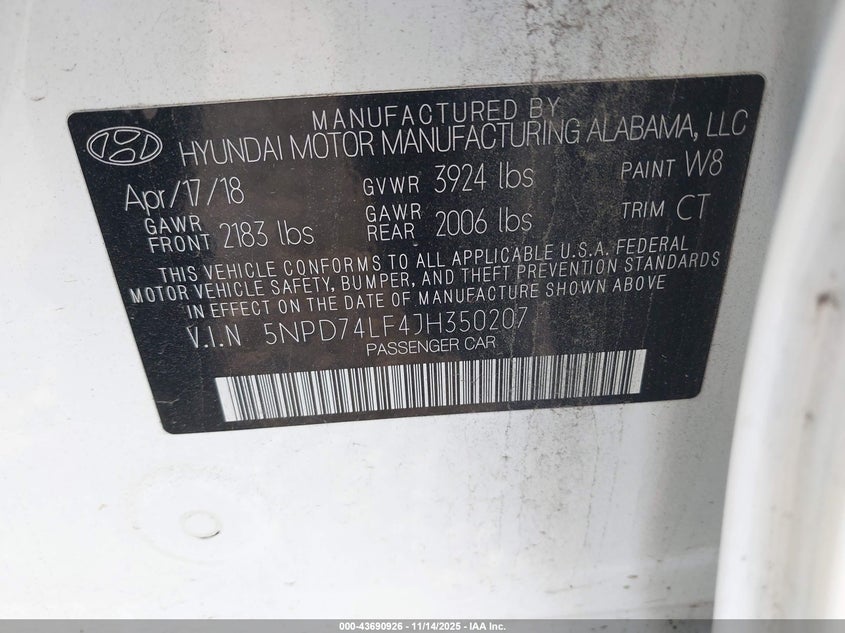 MANUFACTURED BY
HYUNDAI MOTOR MANUFACTURING ALABAMA, LLC
Apr/17/18 GVWR 3924 lbs PAINT W8
GAWR FRONT 2183 lbs GAWR REAR 2006 lbs TRIM CT
THIS VEHICLE CONFORMS TO ALL APPLICABLE U.S.A. FEDERAL
MOTOR VEHICLE SAFETY, BUMPER, AND THEFT PREVENTION STANDARDS
IN EFFECT ON THE DATE OF MANUFACTURE SHOWN ABOVE
V.I.N 5NPD74LF4JH350207
PASSENGER CAR
000-43690926 - 11/14/2025 - IAA Inc.